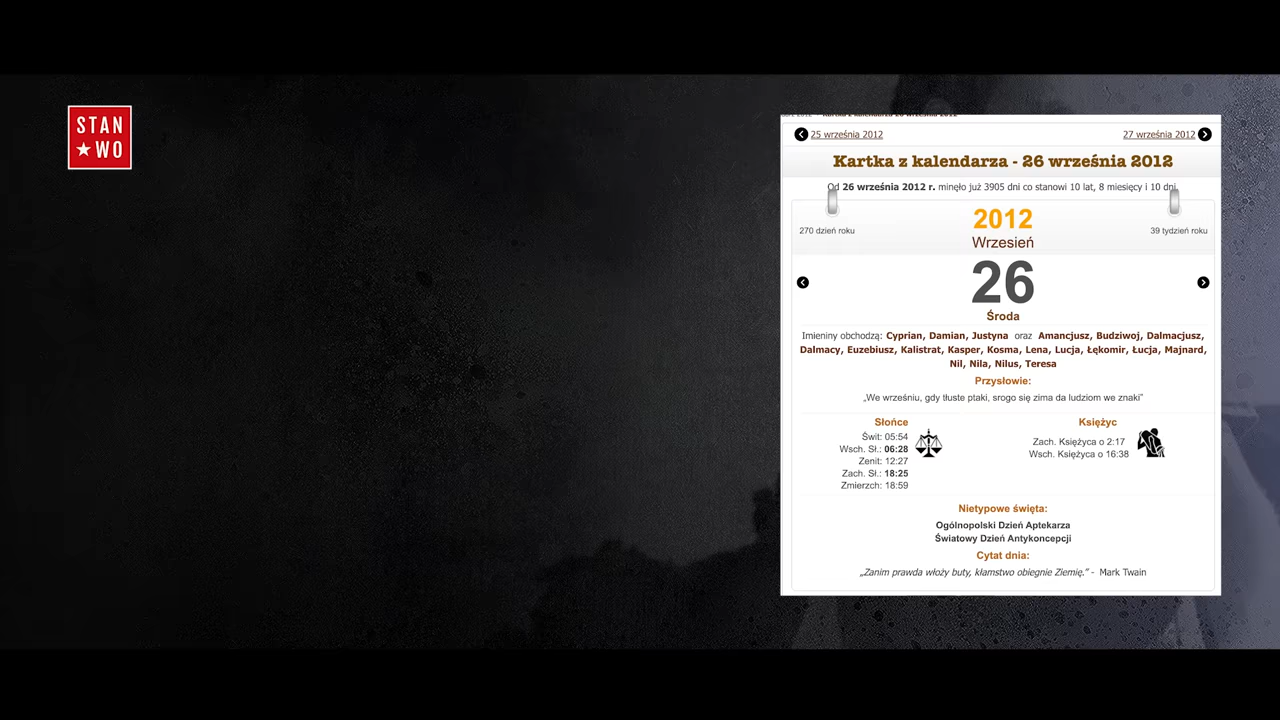 STAN
WO
Kartka z kalendarza 26 września 2012
25 września 2012
27 września 2012
Kartka z kalendarza - 26 września 2012
Od 26 września 2012 r. minęło już 3905 dni co stanowi 10 lat, 8 miesięcy i 10 dni.
2012
270 dzień roku
39 tydzień roku
Wrzesień
26
Środa
Imieniny obchodzą: Cyprian, Damian, Justyna oraz Amancjusz, Budziwoj, Dalmacjusz,
Dalmacy, Euzebiusz, Kalistrat, Kasper, Kosma, Lena, Lucja, Łękomir, Łucja, Majnard,
Nil, Nila, Nilus, Teresa
Przysłowie:
„We wrześniu, gdy tłuste ptaki, srogo się zima da ludziom we znaki”
Słońce
Świt: 05:54
Wsch. Sł.: 06:28
Zenit: 12:27
Zach. Sł.: 18:25
Zmierzch: 18:59
Księżyc
Zach. Księżyca o 2:17
Wsch. Księżyca o 16:38
Nietypowe święta:
Ogólnopolski Dzień Aptekarza
Światowy Dzień Antykoncepcji
Cytat dnia:
„Zanim prawda włoży buty, kłamstwo obiegnie Ziemię.” - Mark Twain